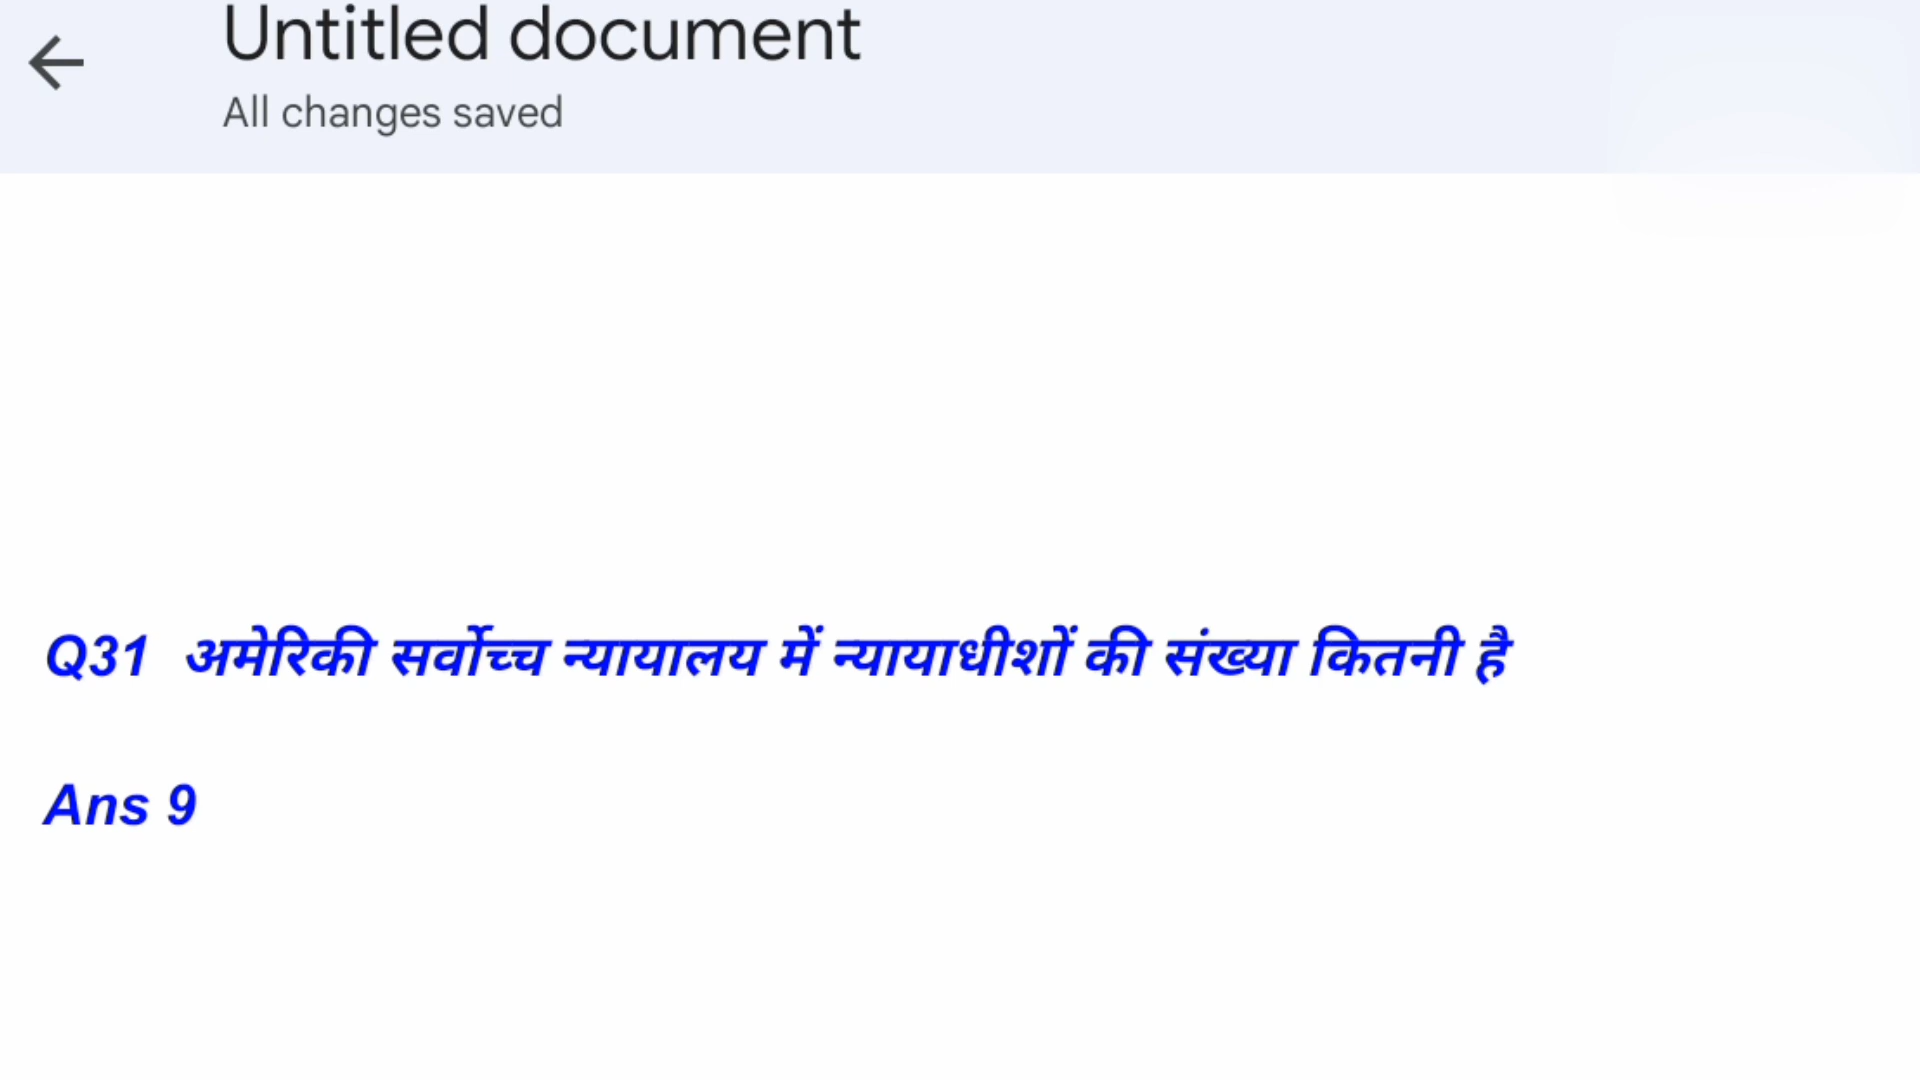 Untitled document
All changes saved
Q31 अमेरिकी सर्वोच्च न्यायालय में न्यायाधीशों की संख्या कितनी है
Ans 9